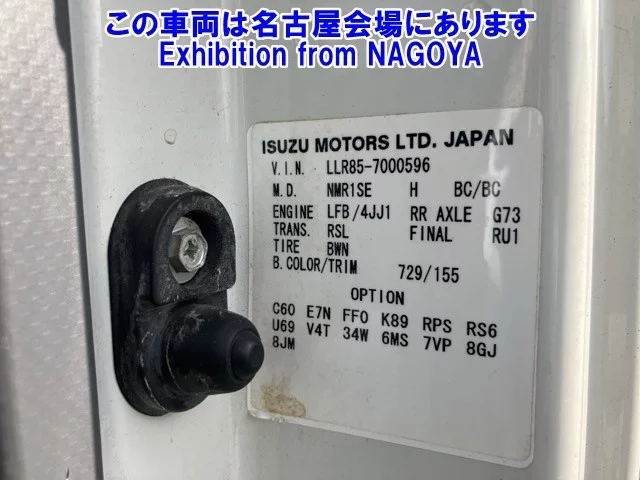 この車両は名古屋会場にあります
Exhibition from NAGOYA
ISUZU MOTORS LTD. JAPAN
V.I.N. LLR85-7000596
M.D. NMR1SE H BC/BC
ENGINE LFB/4JJ1 RR AXLE G73
TRANS. RSL FINAL RU1
TIRE BWN
B.COLOR/TRIM 729/155
OPTION
C60 E7N FF0 K89 RPS RS6
U69 V4T 34W 6MS 7VP 8GJ
8JM